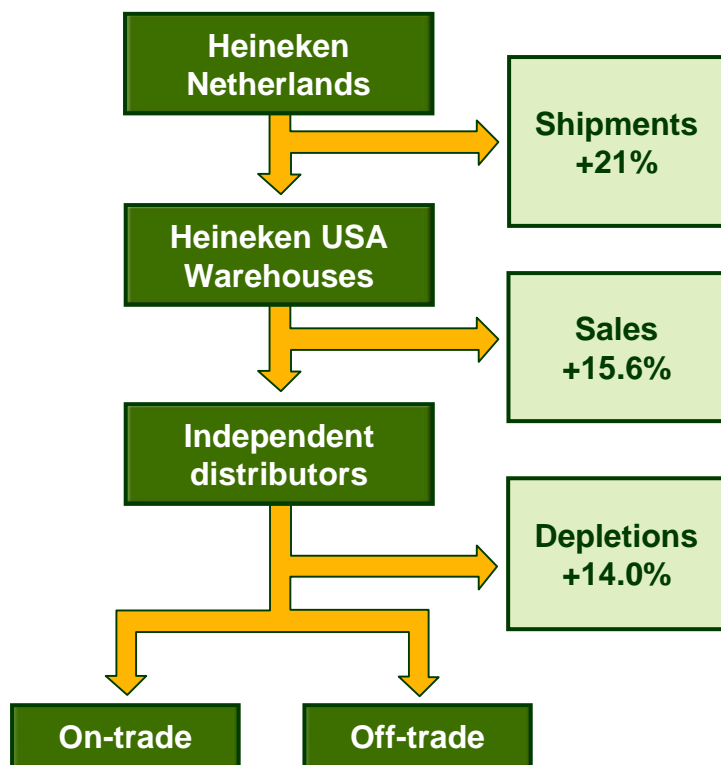 Heineken
Netherlands
Shipments
+21%
Heineken USA
Warehouses
Sales
+15.6%
Independent
distributors
Depletions
+14.0%
On-trade
Off-trade